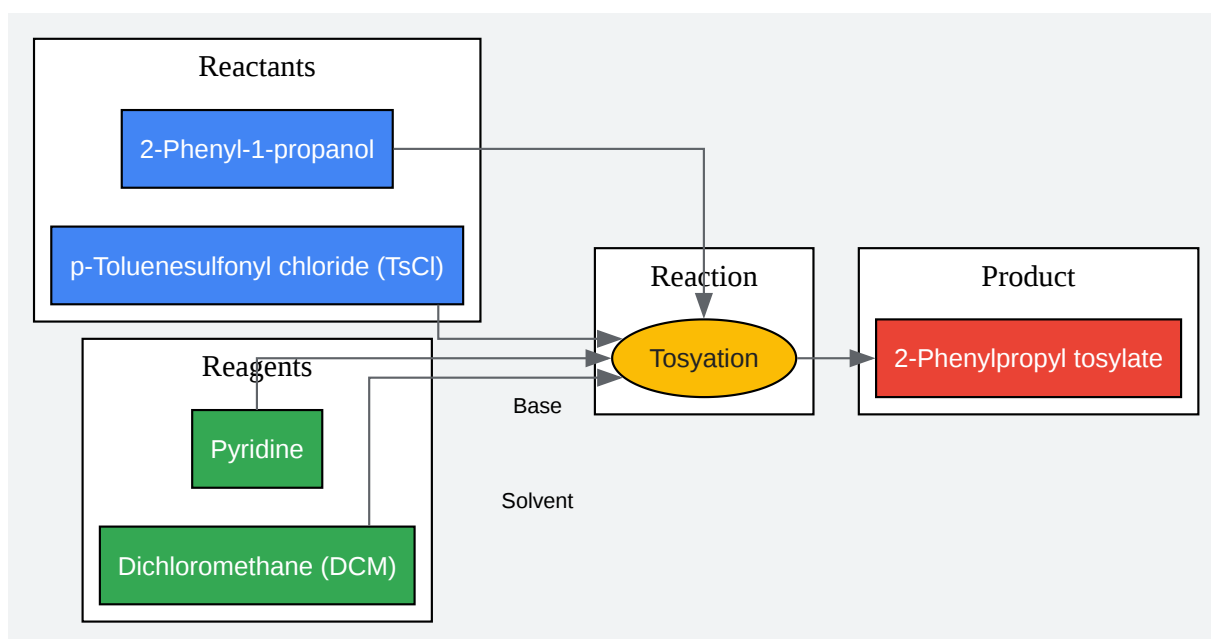 Reactants
2-Phenyl-1-propanol
p-Toluenesulfonyl chloride (TsCl)
Reagents
Pyridine
Dichloromethane (DCM)
Base
Solvent
Reaction
Tosyation
Product
2-Phenylpropyl tosylate